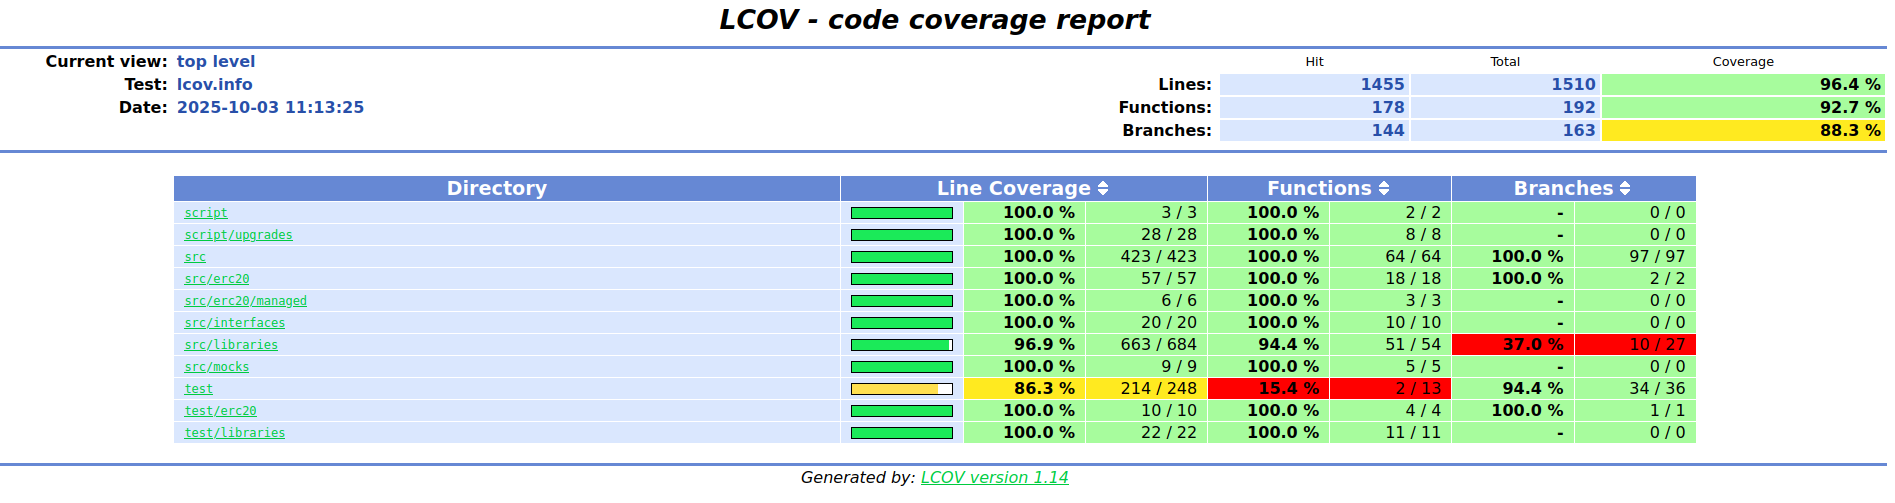 LCOV - code coverage report
Current view: top level
Test: lcov.info
Date: 2025-10-03 11:13:25
Hit Total Coverage
Lines: 1455 1510 96.4 %
Functions: 178 192 92.7 %
Branches: 144 163 88.3 %
Directory Line Coverage Functions Branches
script 100.0 % 3 / 3 100.0 % 2 / 2 - 0 / 0
script/upgrades 100.0 % 28 / 28 100.0 % 8 / 8 - 0 / 0
src 100.0 % 423 / 423 100.0 % 64 / 64 100.0 % 97 / 97
src/erc20 100.0 % 57 / 57 100.0 % 18 / 18 100.0 % 2 / 2
src/erc20/managed 100.0 % 6 / 6 100.0 % 3 / 3 - 0 / 0
src/interfaces 100.0 % 20 / 20 100.0 % 10 / 10 - 0 / 0
src/libraries 96.9 % 663 / 684 94.4 % 51 / 54 37.0 % 10 / 27
src/mocks 100.0 % 9 / 9 100.0 % 5 / 5 - 0 / 0
test 86.3 % 214 / 248 15.4 % 2 / 13 94.4 % 34 / 36
test/erc20 100.0 % 10 / 10 100.0 % 4 / 4 100.0 % 1 / 1
test/libraries 100.0 % 22 / 22 100.0 % 11 / 11 - 0 / 0
Generated by: LCOV version 1.14